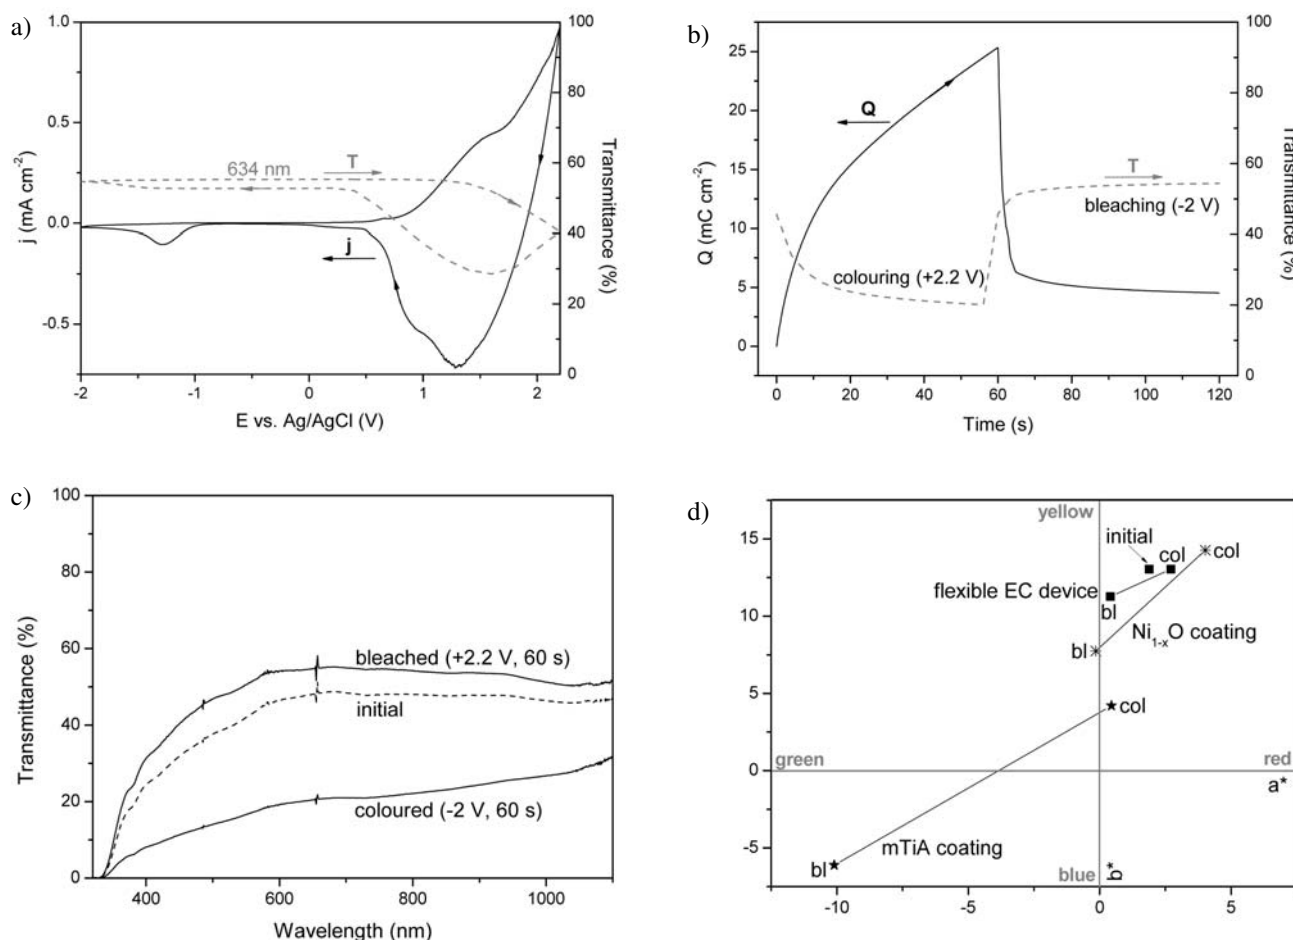 a)
1.0
0.5
0.0
-0.5
j (mA cm-2)
100
80
60
40
20
0
Transmittance (%)
634 nm
T
j
-2
-1
0
1
2
E vs. Ag/AgCl (V)
b)
25
20
15
10
5
0
Q (mC cm-2)
100
80
60
40
20
0
Transmittance (%)
Q
T
bleaching (-2 V)
colouring (+2.2 V)
0
20
40
60
80
100
120
Time (s)
c)
100
80
60
40
20
0
Transmittance (%)
bleached (+2.2 V, 60 s)
initial
coloured (-2 V, 60 s)
400
600
800
1000
Wavelength (nm)
d)
15
10
5
0
-5
yellow
initial
col
col
flexible EC device
bl
Ni1-xO coating
bl
col
green
red
a*
mTiA coating
bl
blue
b*
-10
-5
0
5